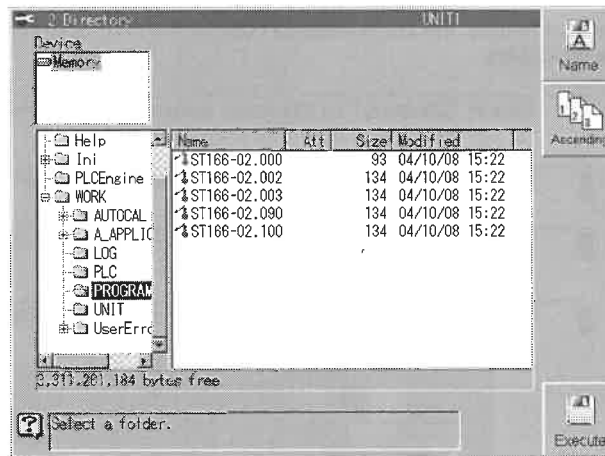 2 Directory UNIT1
Device
Memory
Name
Ascending
Help
Ini
PLCEngine
WORK
AUTOCAL
A_APPLIC
LOG
PLC
PROGRAM
UNIT
UserErro
Name Att Size Modified
ST166-02.000 93 04/10/08 15:22
ST166-02.002 134 04/10/08 15:22
ST166-02.003 134 04/10/08 15:22
ST166-02.090 134 04/10/08 15:22
ST166-02.100 134 04/10/08 15:22
bytes free
Select a folder.
Execute